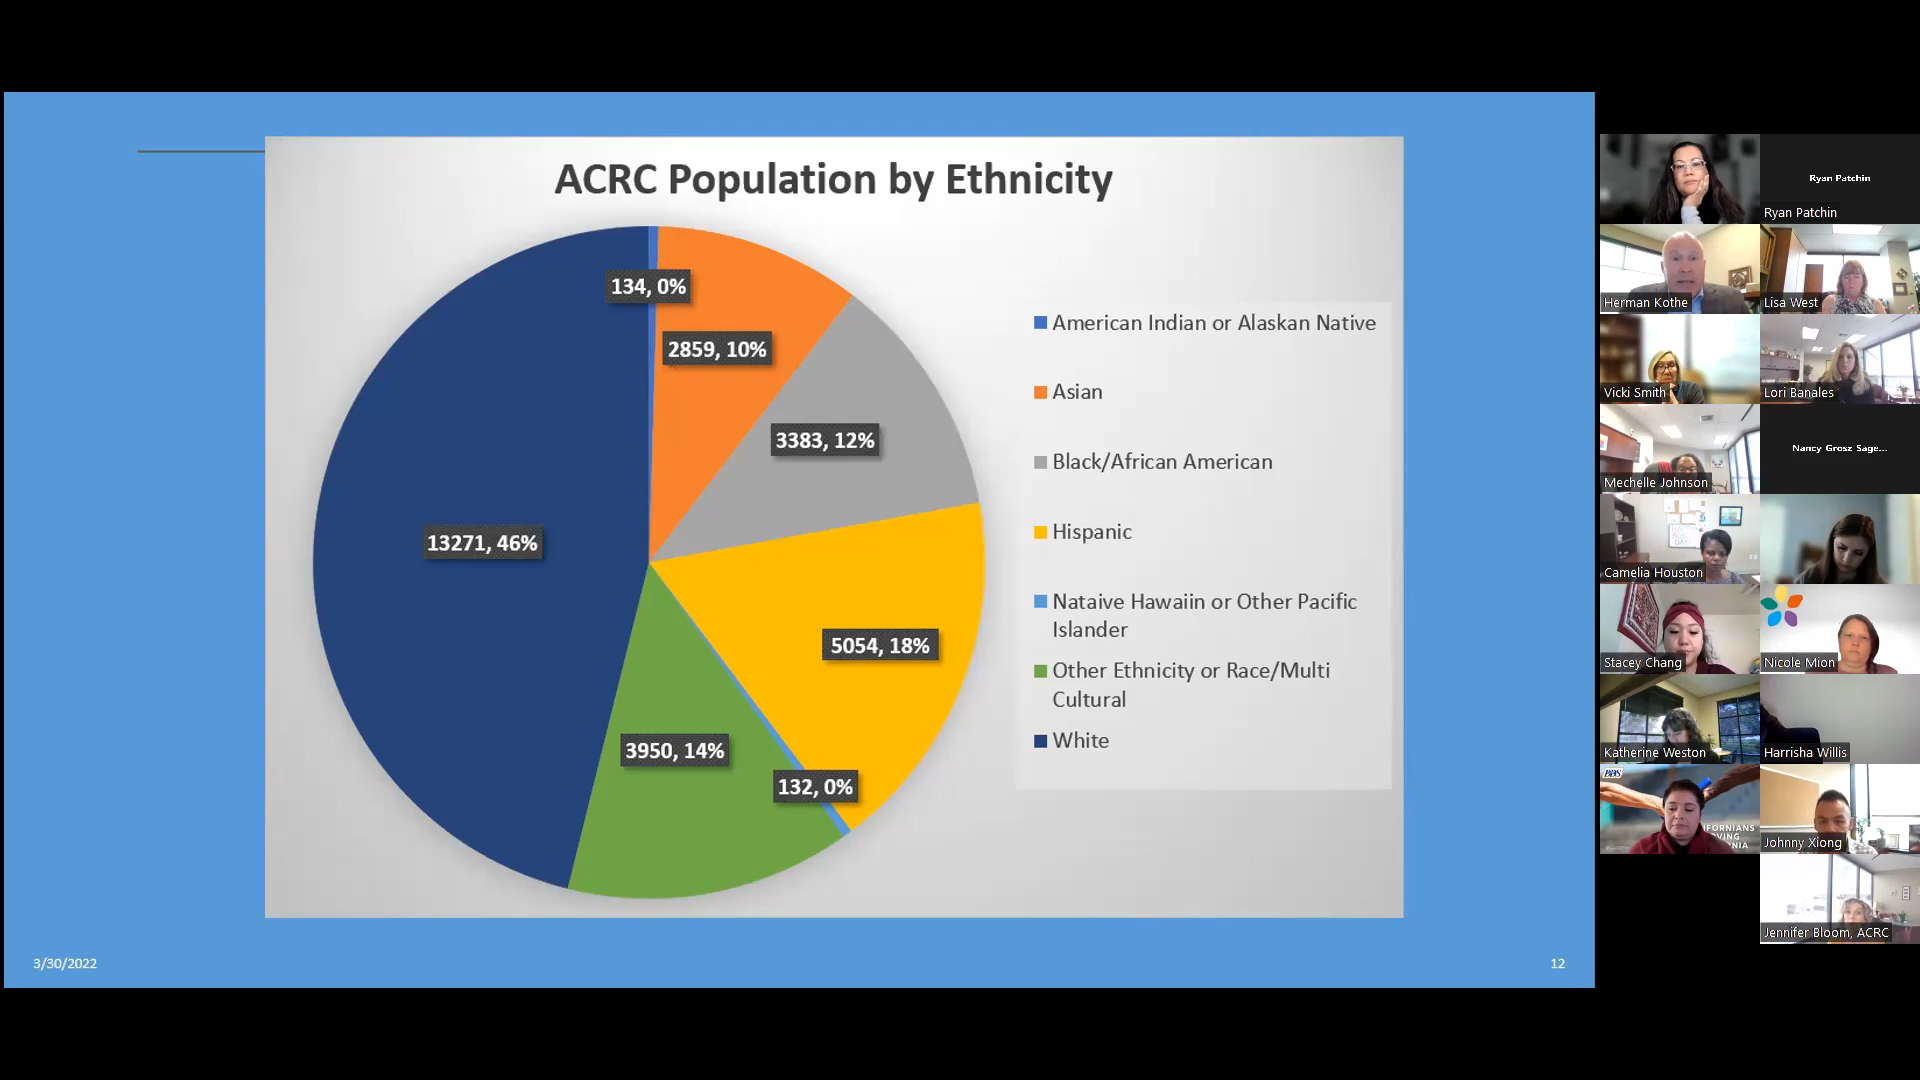 ACRC Population by Ethnicity
134, 0%
2859, 10%
3383, 12%
13271, 46%
5054, 18%
3950, 14%
132, 0%
American Indian or Alaskan Native
Asian
Black/African American
Hispanic
Nataive Hawaiin or Other Pacific
Islander
Other Ethnicity or Race/Multi
Cultural
White
3/30/2022
12
Ryan Patchin
Ryan Patchin
Herman Kothe
Lisa West
Vicki Smith
Lori Banales
Mechelle Johnson
Nancy Grosz Sage...
Camelia Houston
Stacey Chang
Nicole Mion
Katherine Weston
Harrisha Willis
Johnny Xiong
Jennifer Bloom, ACRC